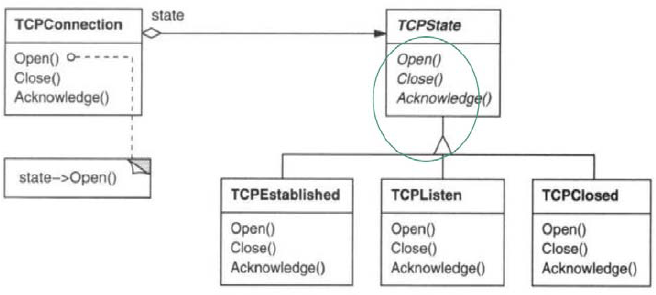 TCPConnection
Open()
Close()
Acknowledge()
state
TCPState
Open()
Close()
Acknowledge()
state->Open()
TCPEstablished
Open()
Close()
Acknowledge()
TCPListen
Open()
Close()
Acknowledge()
TCPClosed
Open()
Close()
Acknowledge()